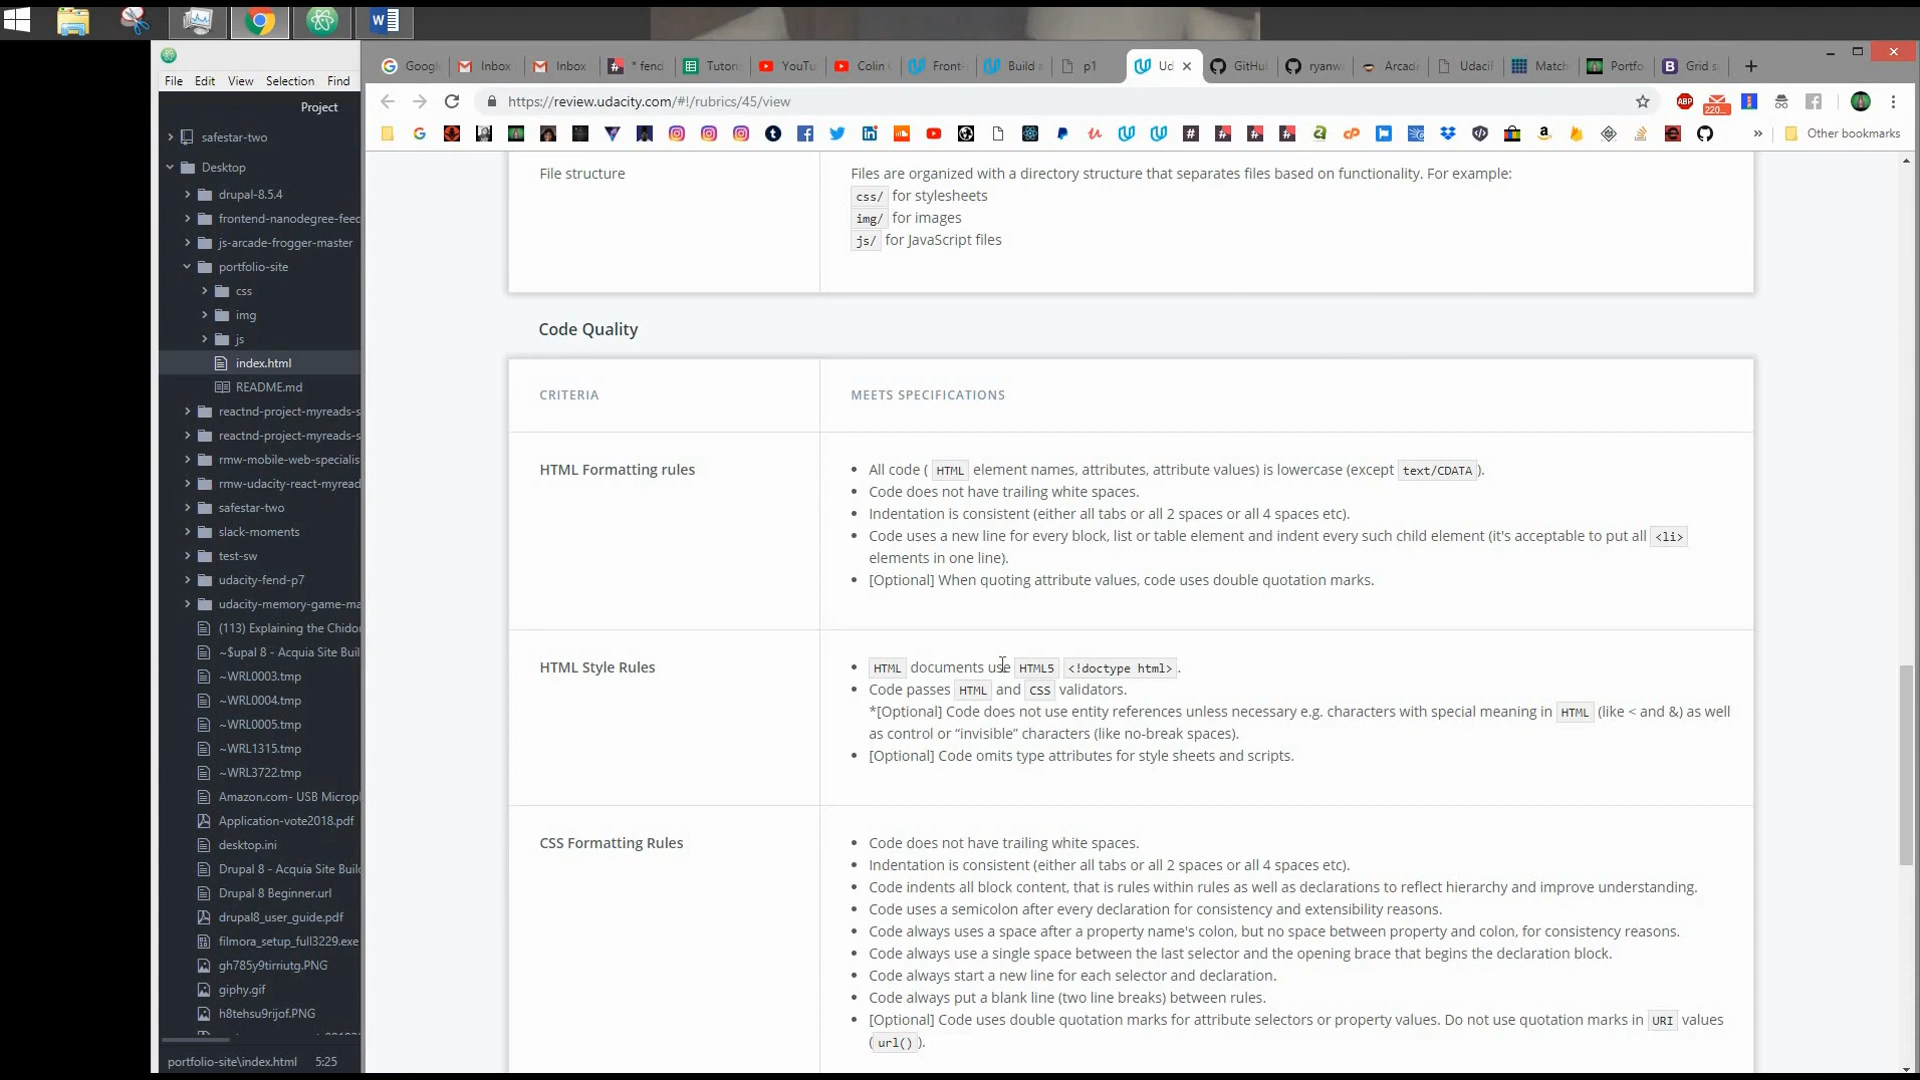 Googl
Inbox
Inbox
* fend
Tutor
YouTu
Colin
Front-
Build a
p1
Ud
GitHu
ryanw
Arcad
Udacif
Match
Portfo
Grid s
File Edit View Selection Find
https://review.udacity.com/#!/rubrics/45/view
ABP
220
Other bookmarks
Project
safestar-two
Desktop
drupal-8.5.4
frontend-nanodegree-feed
js-arcade-frogger-master
portfolio-site
css
img
js
index.html
README.md
reactnd-project-myreads-s
reactnd-project-myreads-s
rmw-mobile-web-specialis
rmw-udacity-react-myread
safestar-two
slack-moments
test-sw
udacity-fend-p7
udacity-memory-game-ma
(113) Explaining the Chidor
~$upal 8 - Acquia Site Buil
~WRL0003.tmp
~WRL0004.tmp
~WRL0005.tmp
~WRL1315.tmp
~WRL3722.tmp
Amazon.com- USB Microp
Application-vote2018.pdf
desktop.ini
Drupal 8 - Acquia Site Buil
Drupal 8 Beginner.url
drupal8_user_guide.pdf
filmora_setup_full3229.exe
gh785y9tirriutg.PNG
giphy.gif
h8tehsu9rijof.PNG
portfolio-site\index.html 5:25
File structure
Files are organized with a directory structure that separates files based on functionality. For example:
css/ for stylesheets
img/ for images
js/ for JavaScript files
Code Quality
CRITERIA
MEETS SPECIFICATIONS
HTML Formatting rules
• All code ( HTML element names, attributes, attribute values) is lowercase (except text/CDATA ).
• Code does not have trailing white spaces.
• Indentation is consistent (either all tabs or all 2 spaces or all 4 spaces etc).
• Code uses a new line for every block, list or table element and indent every such child element (it's acceptable to put all <li>
elements in one line).
• [Optional] When quoting attribute values, code uses double quotation marks.
HTML Style Rules
• HTML documents use HTML5 <!doctype html> .
• Code passes HTML and CSS validators.
*[Optional] Code does not use entity references unless necessary e.g. characters with special meaning in HTML (like < and &) as well
as control or “invisible” characters (like no-break spaces).
• [Optional] Code omits type attributes for style sheets and scripts.
CSS Formatting Rules
• Code does not have trailing white spaces.
• Indentation is consistent (either all tabs or all 2 spaces or all 4 spaces etc).
• Code indents all block content, that is rules within rules as well as declarations to reflect hierarchy and improve understanding.
• Code uses a semicolon after every declaration for consistency and extensibility reasons.
• Code always uses a space after a property name's colon, but no space between property and colon, for consistency reasons.
• Code always use a single space between the last selector and the opening brace that begins the declaration block.
• Code always start a new line for each selector and declaration.
• Code always put a blank line (two line breaks) between rules.
• [Optional] Code uses double quotation marks for attribute selectors or property values. Do not use quotation marks in URI values
( url() ).